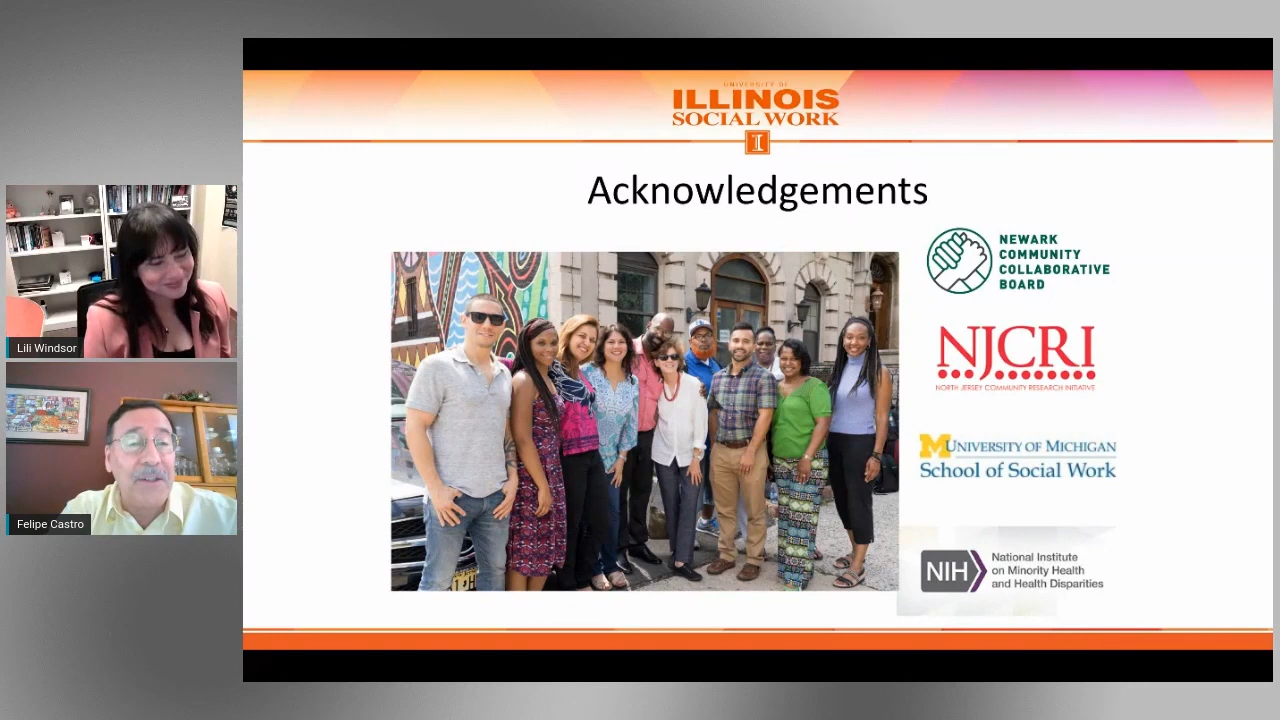 UNIVERSITY OF
ILLINOIS
SOCIAL WORK
I
Acknowledgements
NEWARK
COMMUNITY
COLLABORATIVE
BOARD
NJCRI
NORTH JERSEY COMMUNITY RESEARCH INITIATIVE
Lili Windsor
M UNIVERSITY OF MICHIGAN
School of Social Work
Felipe Castro
NIH
National Institute
on Minority Health
and Health Disparities